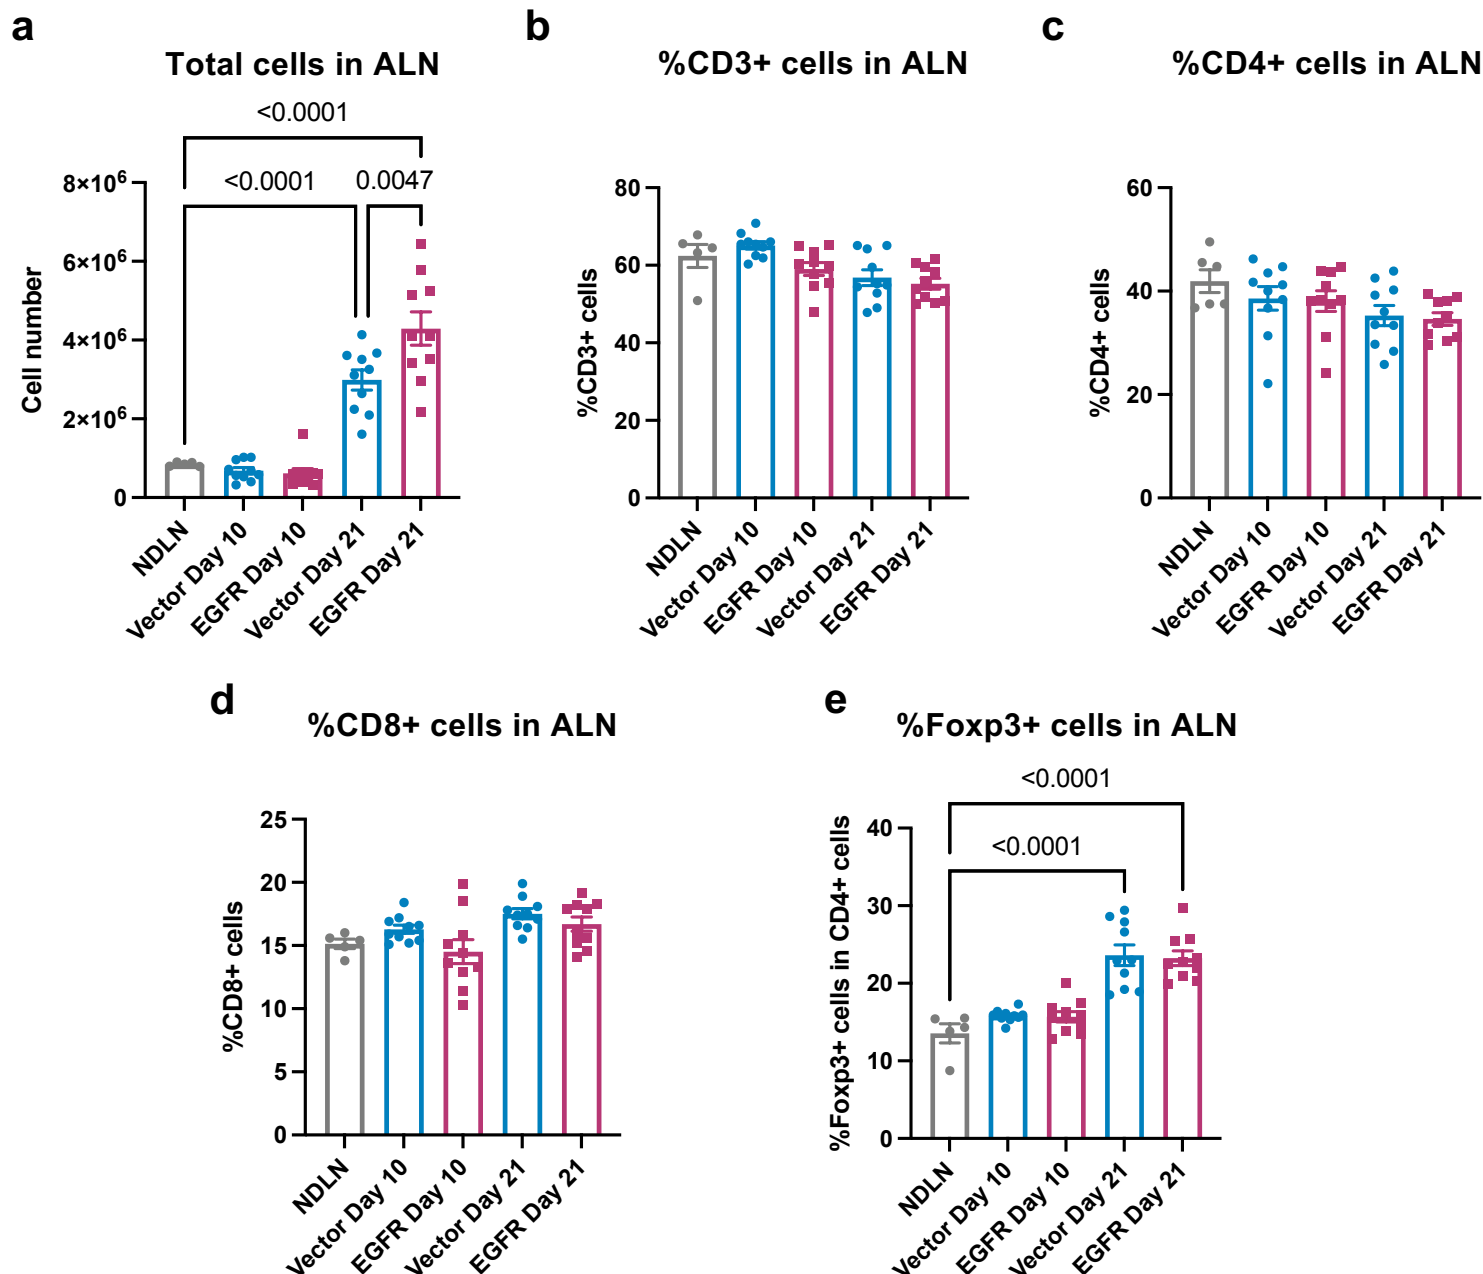 a
Total cells in ALN
<0.0001
<0.0001
0.0047
8×10⁶
6×10⁶
4×10⁶
2×10⁶
0
Cell number
NDLN
Vector Day 10
EGFR Day 10
Vector Day 21
EGFR Day 21
b
%CD3+ cells in ALN
80
60
40
20
0
%CD3+ cells
NDLN
Vector Day 10
EGFR Day 10
Vector Day 21
EGFR Day 21
c
%CD4+ cells in ALN
60
40
20
0
%CD4+ cells
NDLN
Vector Day 10
EGFR Day 10
Vector Day 21
EGFR Day 21
d
%CD8+ cells in ALN
25
20
15
10
5
0
%CD8+ cells
NDLN
Vector Day 10
EGFR Day 10
Vector Day 21
EGFR Day 21
e
%Foxp3+ cells in ALN
<0.0001
<0.0001
40
30
20
10
0
%Foxp3+ cells in CD4+ cells
NDLN
Vector Day 10
EGFR Day 10
Vector Day 21
EGFR Day 21